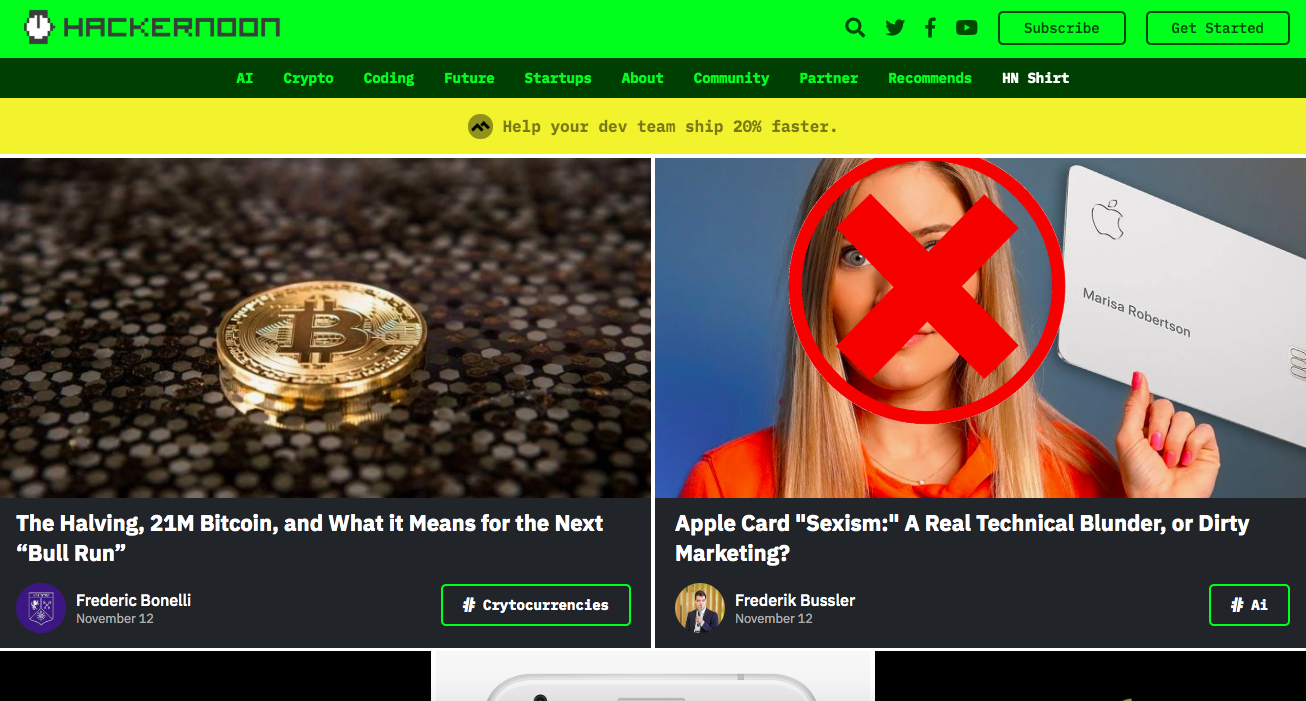 HACKERNOON
Subscribe
Get Started
AI Crypto Coding Future Startups About Community Partner Recommends HN Shirt
Help your dev team ship 20% faster.
Marisa Robertson
The Halving, 21M Bitcoin, and What it Means for the Next
“Bull Run”
Frederic Bonelli
November 12
# Crytocurrencies
Apple Card "Sexism:" A Real Technical Blunder, or Dirty
Marketing?
Frederik Bussler
November 12
# Ai